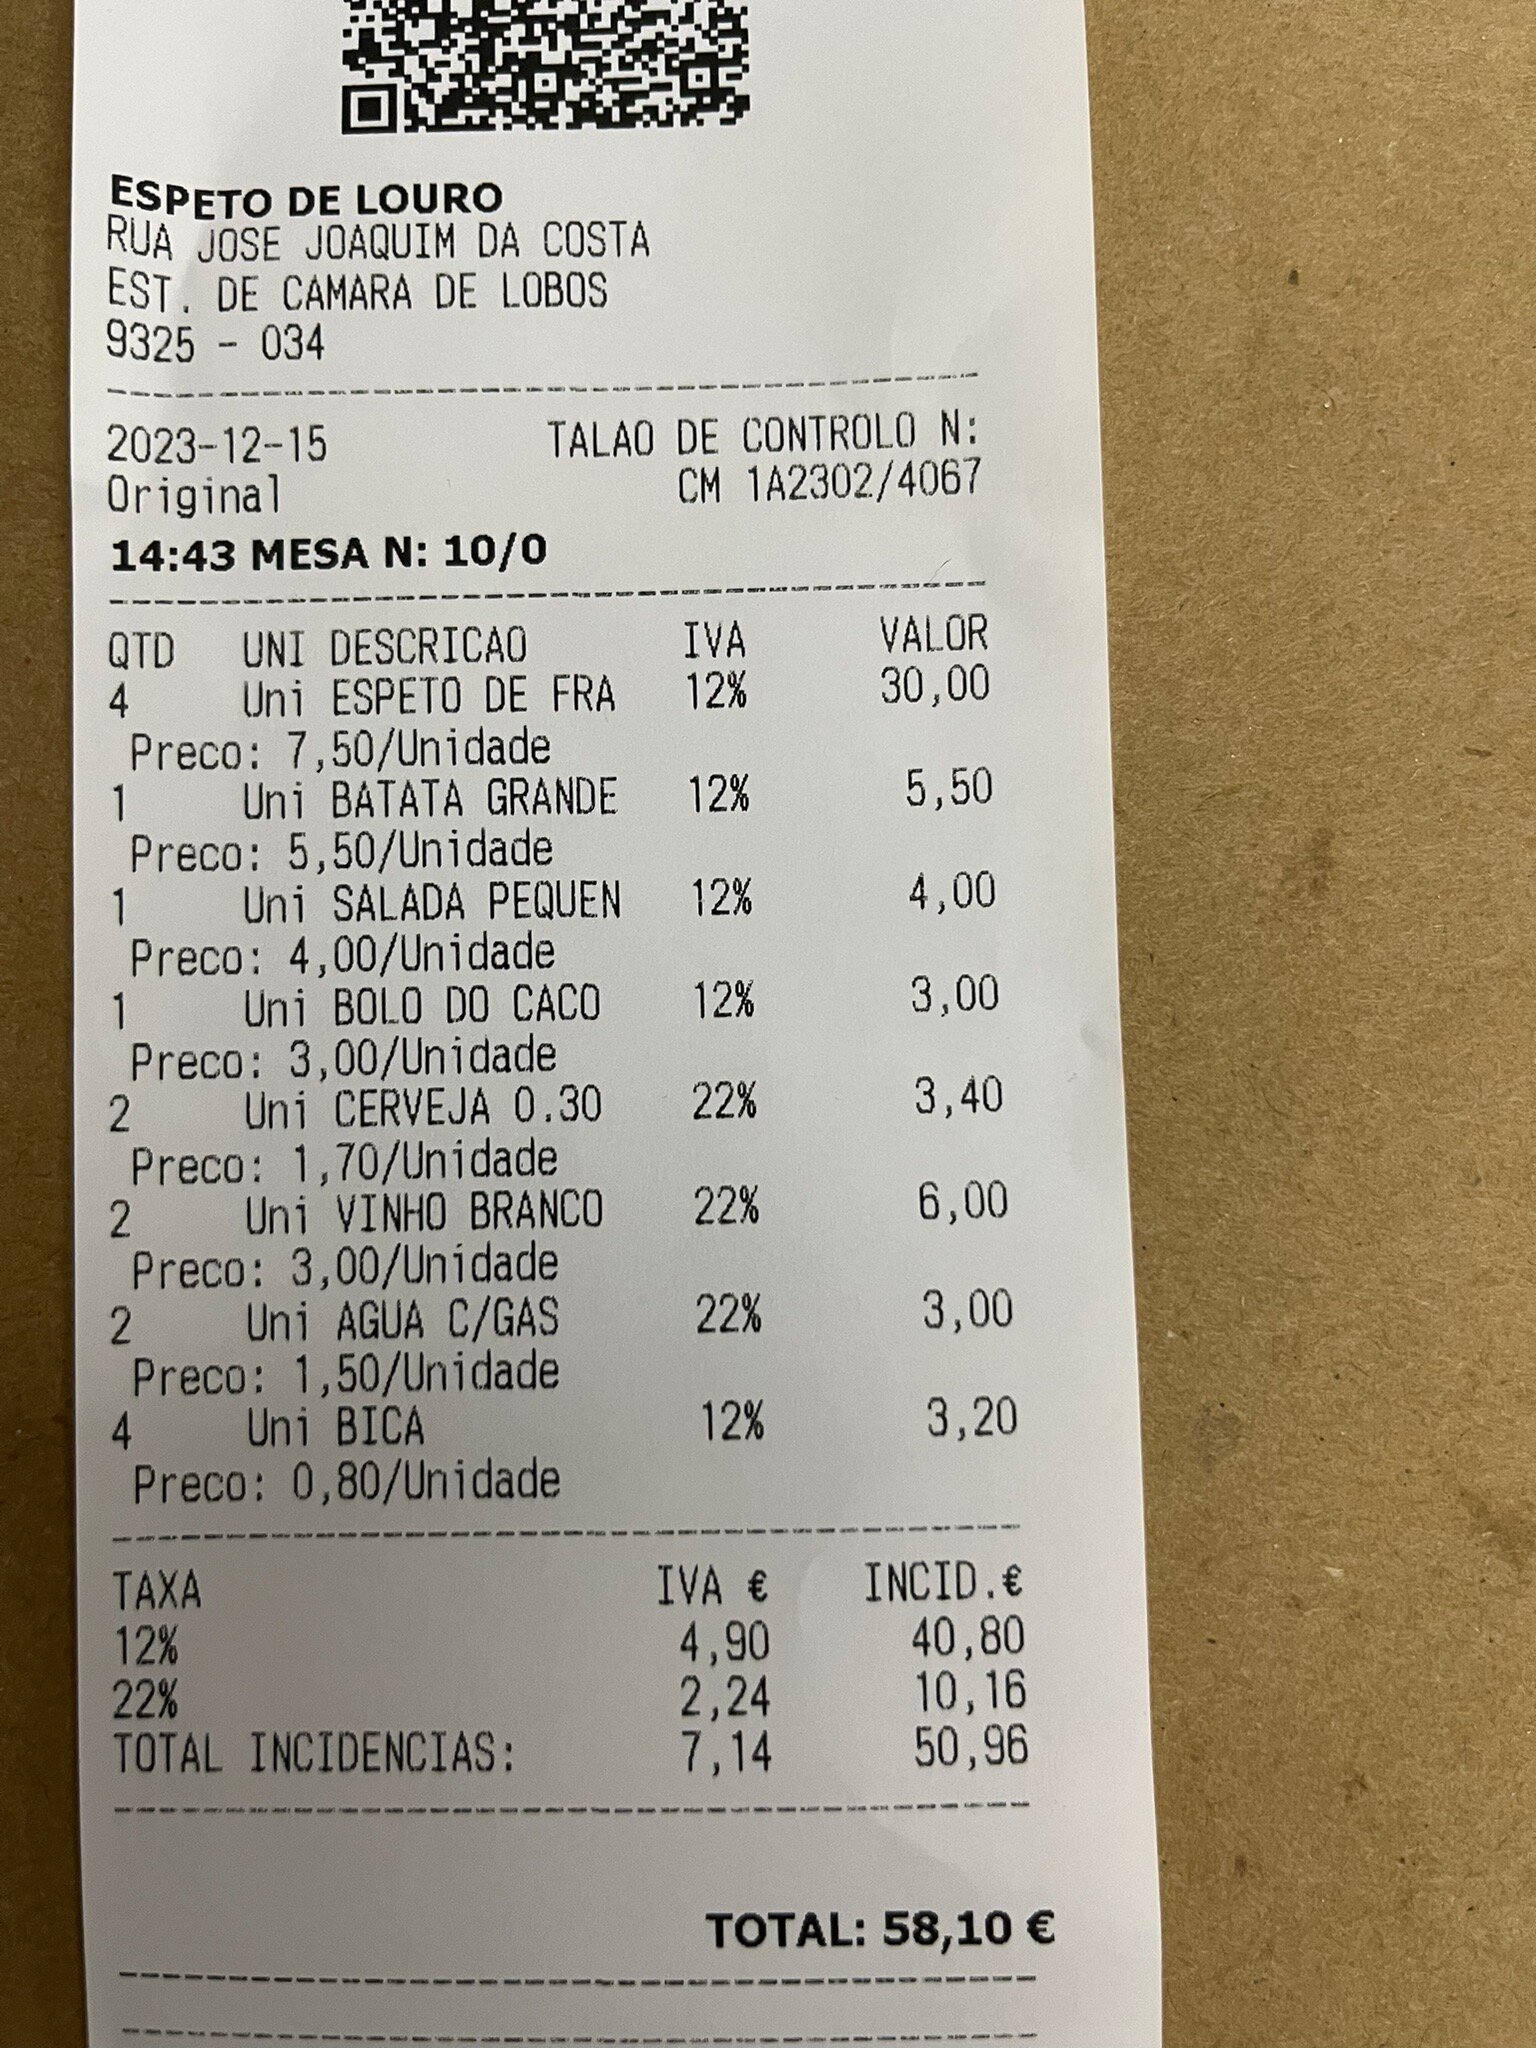 ESPETO DE LOURO
RUA JOSE JOAQUIM DA COSTA
EST. DE CAMARA DE LOBOS
9325 - 034
2023-12-15 TALAO DE CONTROLO N:
Original CM 1A2302/4067
14:43 MESA N: 10/0
QTD UNI DESCRICAO IVA VALOR
4 Uni ESPETO DE FRA 12% 30,00
Preco: 7,50/Unidade
1 Uni BATATA GRANDE 12% 5,50
Preco: 5,50/Unidade
1 Uni SALADA PEQUEN 12% 4,00
Preco: 4,00/Unidade
1 Uni BOLO DO CACO 12% 3,00
Preco: 3,00/Unidade
2 Uni CERVEJA 0.30 22% 3,40
Preco: 1,70/Unidade
2 Uni VINHO BRANCO 22% 6,00
Preco: 3,00/Unidade
2 Uni AGUA C/GAS 22% 3,00
Preco: 1,50/Unidade
4 Uni BICA 12% 3,20
Preco: 0,80/Unidade
TAXA IVA € INCID.€
12% 4,90 40,80
22% 2,24 10,16
TOTAL INCIDENCIAS: 7,14 50,96
TOTAL: 58,10 €